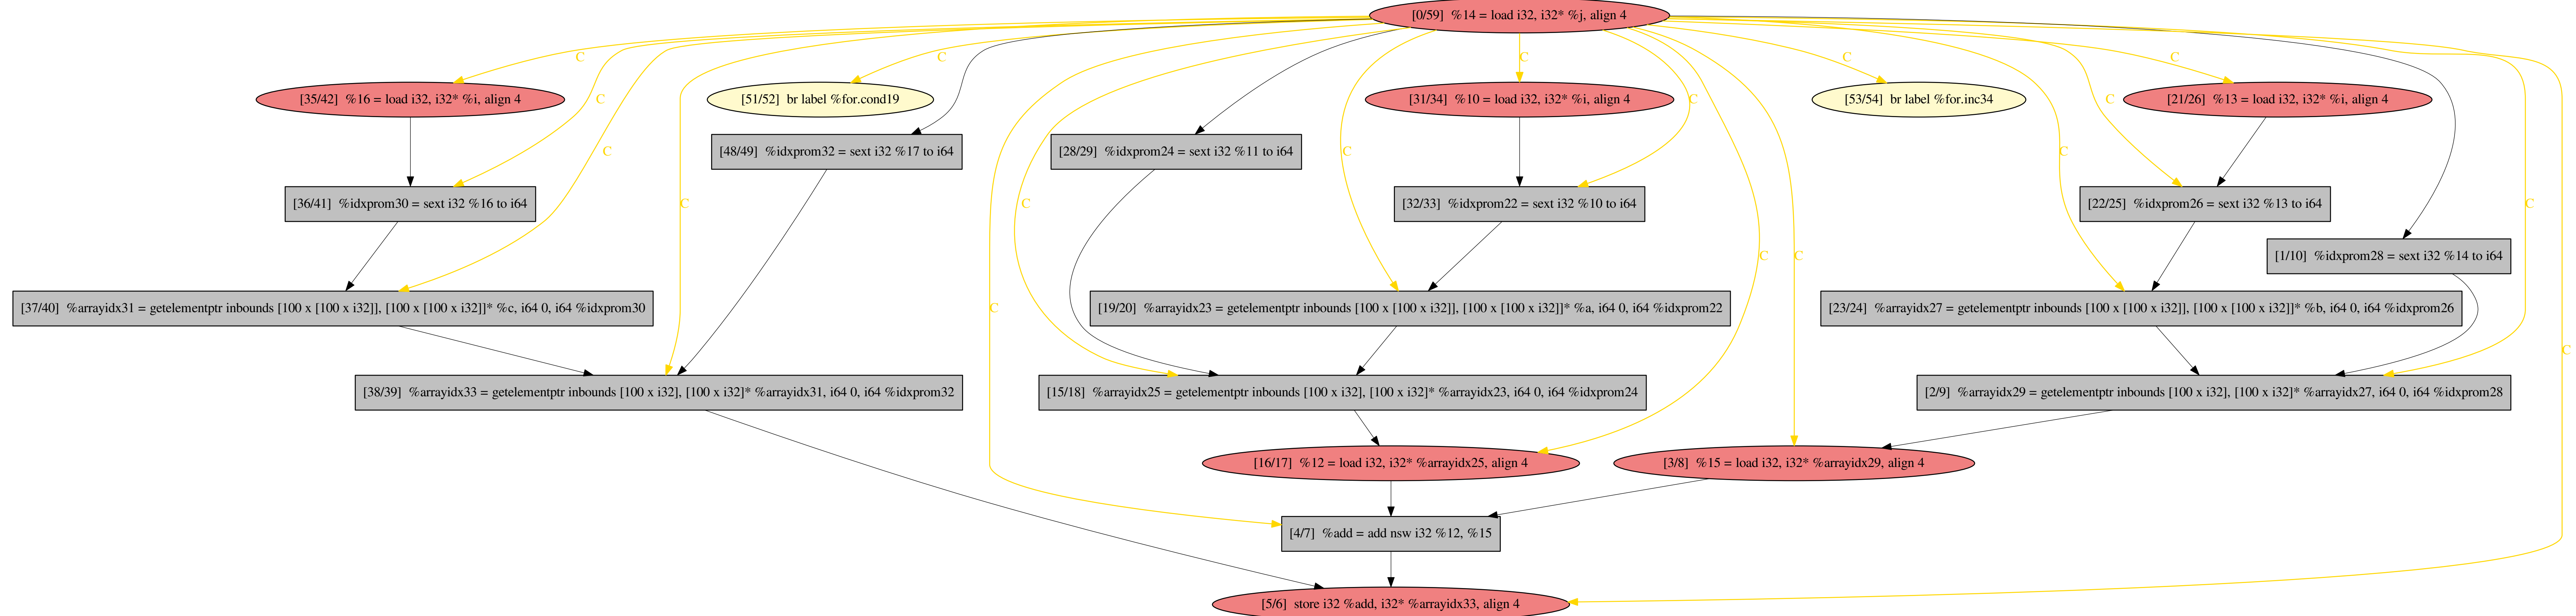 [0/59]  %14 = load i32, i32* %j, align 4
C
C
C
[35/42]  %16 = load i32, i32* %i, align 4
C
[51/52]  br label %for.cond19
[31/34]  %10 = load i32, i32* %i, align 4
C
[53/54]  br label %for.inc34
[21/26]  %13 = load i32, i32* %i, align 4
C
C
[48/49]  %idxprom32 = sext i32 %17 to i64
[28/29]  %idxprom24 = sext i32 %11 to i64
C
C
C
[36/41]  %idxprom30 = sext i32 %16 to i64
C
C
[32/33]  %idxprom22 = sext i32 %10 to i64
[22/25]  %idxprom26 = sext i32 %13 to i64
C
C
C
[1/10]  %idxprom28 = sext i32 %14 to i64
[37/40]  %arrayidx31 = getelementptr inbounds [100 x [100 x i32]], [100 x [100 x i32]]* %c, i64 0, i64 %idxprom30
C
[19/20]  %arrayidx23 = getelementptr inbounds [100 x [100 x i32]], [100 x [100 x i32]]* %a, i64 0, i64 %idxprom22
[23/24]  %arrayidx27 = getelementptr inbounds [100 x [100 x i32]], [100 x [100 x i32]]* %b, i64 0, i64 %idxprom26
C
[38/39]  %arrayidx33 = getelementptr inbounds [100 x i32], [100 x i32]* %arrayidx31, i64 0, i64 %idxprom32
[15/18]  %arrayidx25 = getelementptr inbounds [100 x i32], [100 x i32]* %arrayidx23, i64 0, i64 %idxprom24
[2/9]  %arrayidx29 = getelementptr inbounds [100 x i32], [100 x i32]* %arrayidx27, i64 0, i64 %idxprom28
[16/17]  %12 = load i32, i32* %arrayidx25, align 4
[3/8]  %15 = load i32, i32* %arrayidx29, align 4
[4/7]  %add = add nsw i32 %12, %15
[5/6]  store i32 %add, i32* %arrayidx33, align 4